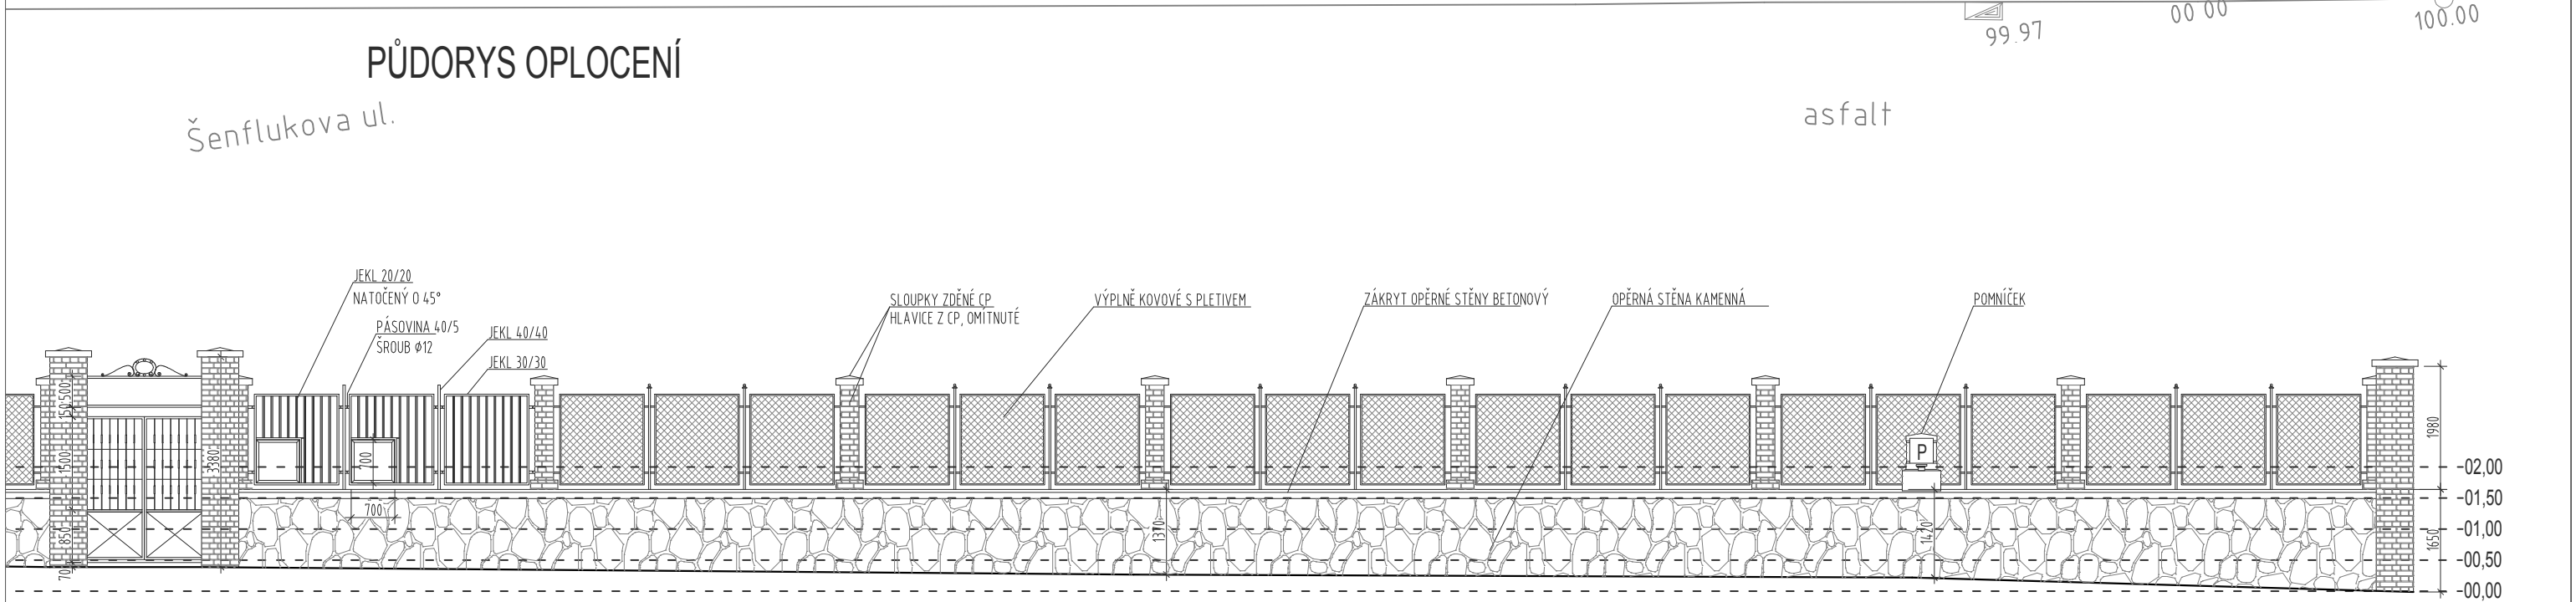 99.97
00 00
100.00
PŮDORYS OPLOCENÍ
Šenflukova ul.
asfalt
JEKL 20/20
NATOČENÝ O 45°
PÁSOVINA 40/5
ŠROUB ϕ12
JEKL 40/40
JEKL 30/30
SLOUPKY ZDĚNÉ CP
HLAVICE Z CP, OMÍTNUTÉ
VÝPLNĚ KOVOVÉ S PLETIVEM
ZÁKRYT OPĚRNÉ STĚNY BETONOVÝ
OPĚRNÁ STĚNA KAMENNÁ
POMNÍČEK
P
500
150
1500
850
70
3380
700
700
1370
1420
1980
1650
-02,00
-01,50
-01,00
-00,50
-00,00